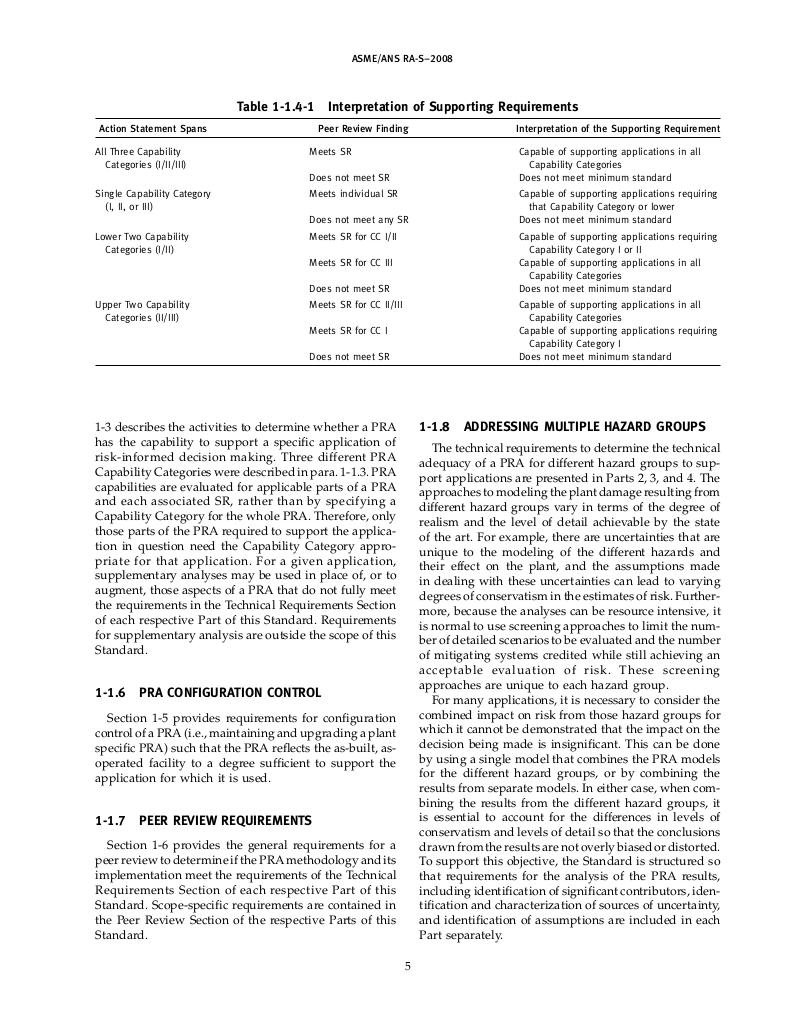 ASME/ANS RA-S–2008
Table 1-1.4-1 Interpretation of Supporting Requirements
Action Statement Spans Peer Review Finding Interpretation of the Supporting Requirement
All Three Capability Meets SR Capable of supporting applications in all
Categories (I/II/III) Capability Categories
Does not meet SR Does not meet minimum standard
Single Capability Category Meets individual SR Capable of supporting applications requiring
(I, II, or III) that Capability Category or lower
Does not meet any SR Does not meet minimum standard
Lower Two Capability Meets SR for CC I/II Capable of supporting applications requiring
Categories (I/II) Capability Category I or II
Meets SR for CC III Capable of supporting applications in all
Capability Categories
Does not meet SR Does not meet minimum standard
Upper Two Capability Meets SR for CC II/III Capable of supporting applications in all
Categories (II/III) Capability Categories
Meets SR for CC I Capable of supporting applications requiring
Capability Category I
Does not meet SR Does not meet minimum standard
1-3 describes the activities to determine whether a PRA
has the capability to support a specific application of
risk-informed decision making. Three different PRA
Capability Categories were described in para. 1-1.3. PRA
capabilities are evaluated for applicable parts of a PRA
and each associated SR, rather than by specifying a
Capability Category for the whole PRA. Therefore, only
those parts of the PRA required to support the applica-
tion in question need the Capability Category appro-
priate for that application. For a given application,
supplementary analyses may be used in place of, or to
augment, those aspects of a PRA that do not fully meet
the requirements in the Technical Requirements Section
of each respective Part of this Standard. Requirements
for supplementary analysis are outside the scope of this
Standard.
1-1.6 PRA CONFIGURATION CONTROL
Section 1-5 provides requirements for configuration
control of a PRA (i.e., maintaining and upgrading a plant
specific PRA) such that the PRA reflects the as-built, as-
operated facility to a degree sufficient to support the
application for which it is used.
1-1.7 PEER REVIEW REQUIREMENTS
Section 1-6 provides the general requirements for a
peer review to determine if the PRA methodology and its
implementation meet the requirements of the Technical
Requirements Section of each respective Part of this
Standard. Scope-specific requirements are contained in
the Peer Review Section of the respective Parts of this
Standard.
1-1.8 ADDRESSING MULTIPLE HAZARD GROUPS
The technical requirements to determine the technical
adequacy of a PRA for different hazard groups to sup-
port applications are presented in Parts 2, 3, and 4. The
approaches to modeling the plant damage resulting from
different hazard groups vary in terms of the degree of
realism and the level of detail achievable by the state
of the art. For example, there are uncertainties that are
unique to the modeling of the different hazards and
their effect on the plant, and the assumptions made
in dealing with these uncertainties can lead to varying
degrees of conservatism in the estimates of risk. Further-
more, because the analyses can be resource intensive, it
is normal to use screening approaches to limit the num-
ber of detailed scenarios to be evaluated and the number
of mitigating systems credited while still achieving an
acceptable evaluation of risk. These screening
approaches are unique to each hazard group.
For many applications, it is necessary to consider the
combined impact on risk from those hazard groups for
which it cannot be demonstrated that the impact on the
decision being made is insignificant. This can be done
by using a single model that combines the PRA models
for the different hazard groups, or by combining the
results from separate models. In either case, when com-
bining the results from the different hazard groups, it
is essential to account for the differences in levels of
conservatism and levels of detail so that the conclusions
drawn from the results are not overly biased or distorted.
To support this objective, the Standard is structured so
that requirements for the analysis of the PRA results,
including identification of significant contributors, iden-
tification and characterization of sources of uncertainty,
and identification of assumptions are included in each
Part separately.
5